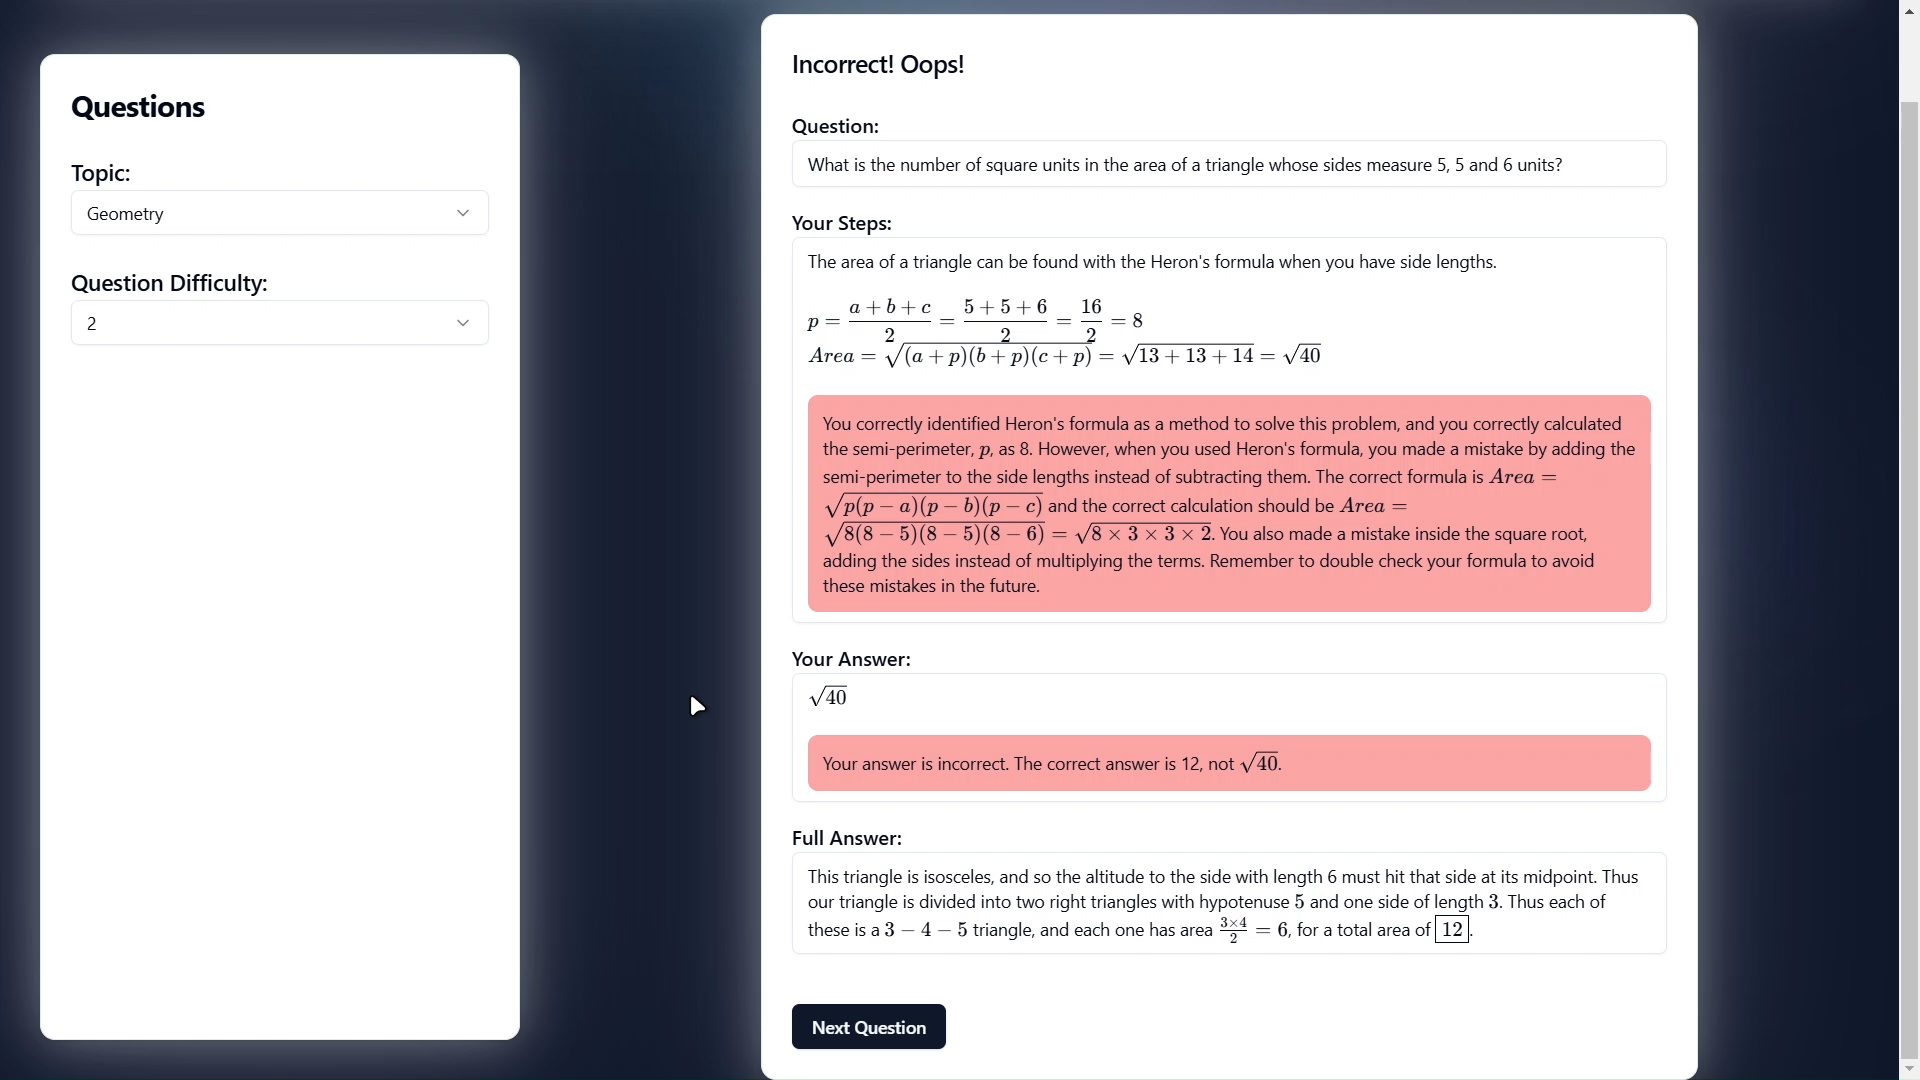 Questions
Topic:
Geometry
Question Difficulty:
2
Incorrect! Oops!
Question:
What is the number of square units in the area of a triangle whose sides measure 5, 5 and 6 units?
Your Steps:
The area of a triangle can be found with the Heron's formula when you have side lengths.
p = \frac{a + b + c}{2} = \frac{5 + 5 + 6}{2} = \frac{16}{2} = 8
Area = \sqrt{(a + p)(b + p)(c + p)} = \sqrt{13 + 13 + 14} = \sqrt{40}
You correctly identified Heron's formula as a method to solve this problem, and you correctly calculated
the semi-perimeter, p, as 8. However, when you used Heron's formula, you made a mistake by adding the
semi-perimeter to the side lengths instead of subtracting them. The correct formula is Area =
\sqrt{p(p − a)(p − b)(p − c)} and the correct calculation should be Area =
\sqrt{8(8 − 5)(8 − 5)(8 − 6)} = \sqrt{8 × 3 × 3 × 2}. You also made a mistake inside the square root,
adding the sides instead of multiplying the terms. Remember to double check your formula to avoid
these mistakes in the future.
Your Answer:
\sqrt{40}
Your answer is incorrect. The correct answer is 12, not \sqrt{40}.
Full Answer:
This triangle is isosceles, and so the altitude to the side with length 6 must hit that side at its midpoint. Thus
our triangle is divided into two right triangles with hypotenuse 5 and one side of length 3. Thus each of
these is a 3 − 4 − 5 triangle, and each one has area \frac{3×4}{2} = 6, for a total area of 12.
Next Question